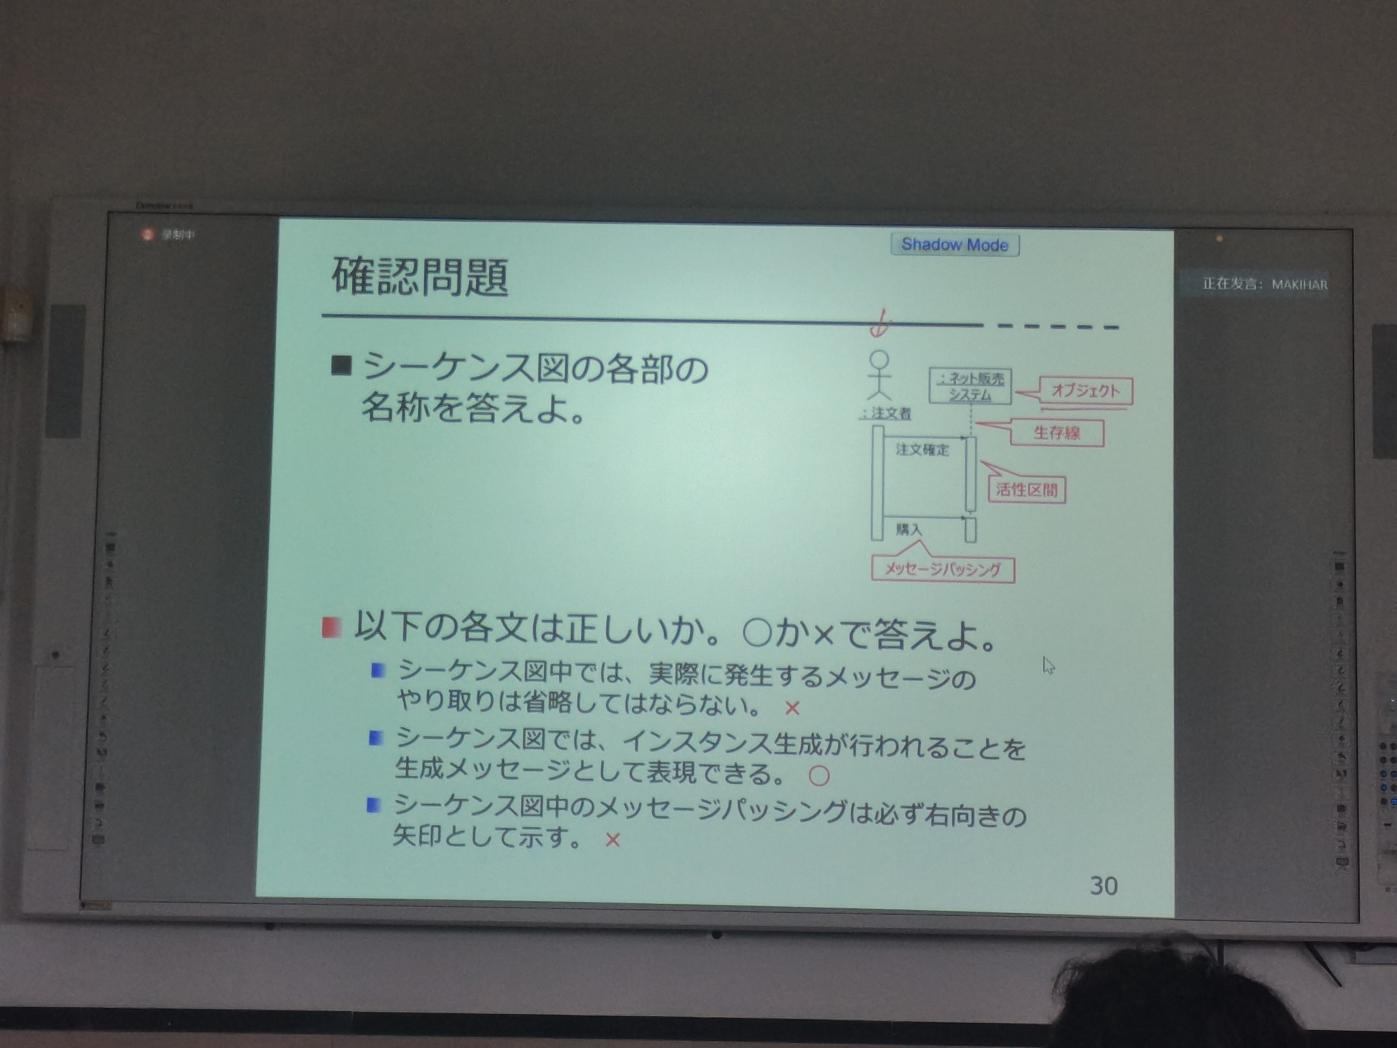 录制中
Shadow Mode
正在发言: MAKIHAR
確認問題
シーケンス図の各部の
名称を答えよ。
:ネット販売
システム
オブジェクト
:注文者
生存線
注文確定
活性区間
購入
メッセージパッシング
以下の各文は正しいか。○か×で答えよ。
シーケンス図中では、実際に発生するメッセージの
やり取りは省略してはならない。 ×
シーケンス図では、インスタンス生成が行われることを
生成メッセージとして表現できる。 ○
シーケンス図中のメッセージパッシングは必ず右向きの
矢印として示す。 ×
30